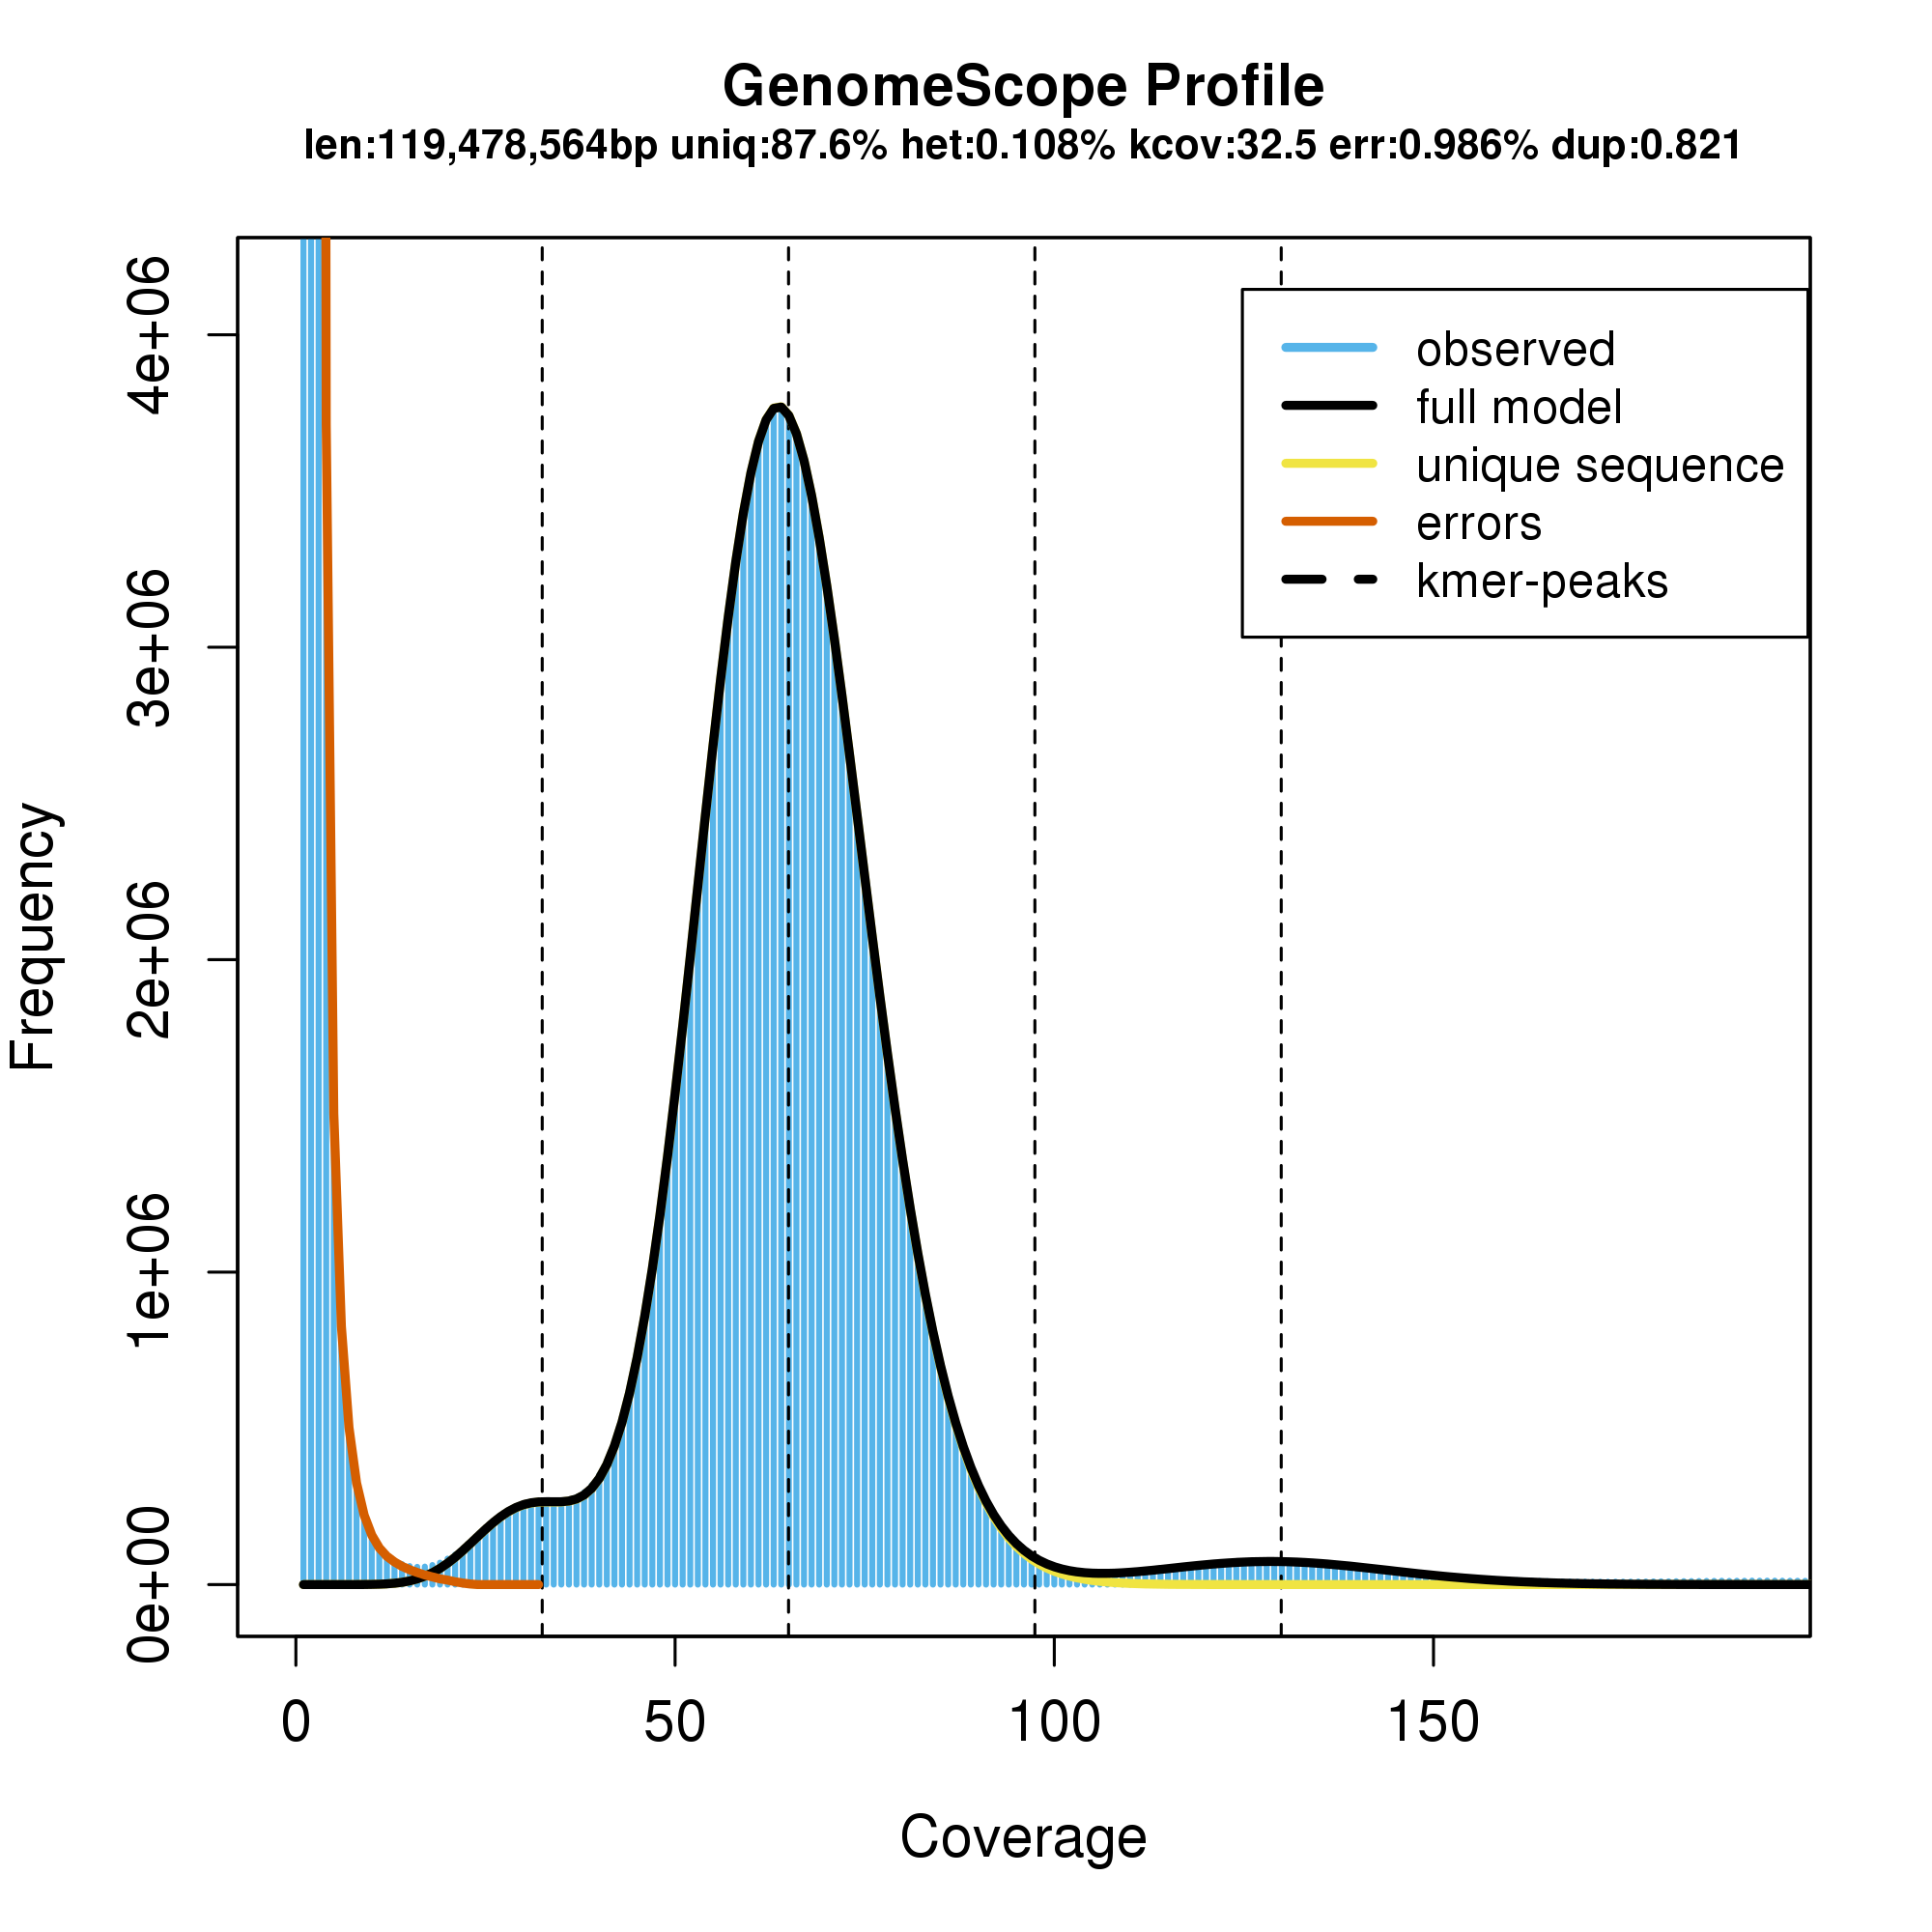 GenomeScope Profile
len:119,478,564bp uniq:87.6% het:0.108% kcov:32.5 err:0.986% dup:0.821
observed
full model
unique sequence
errors
kmer-peaks
Frequency
4e+06
3e+06
2e+06
1e+06
0e+00
0 50 100 150
Coverage